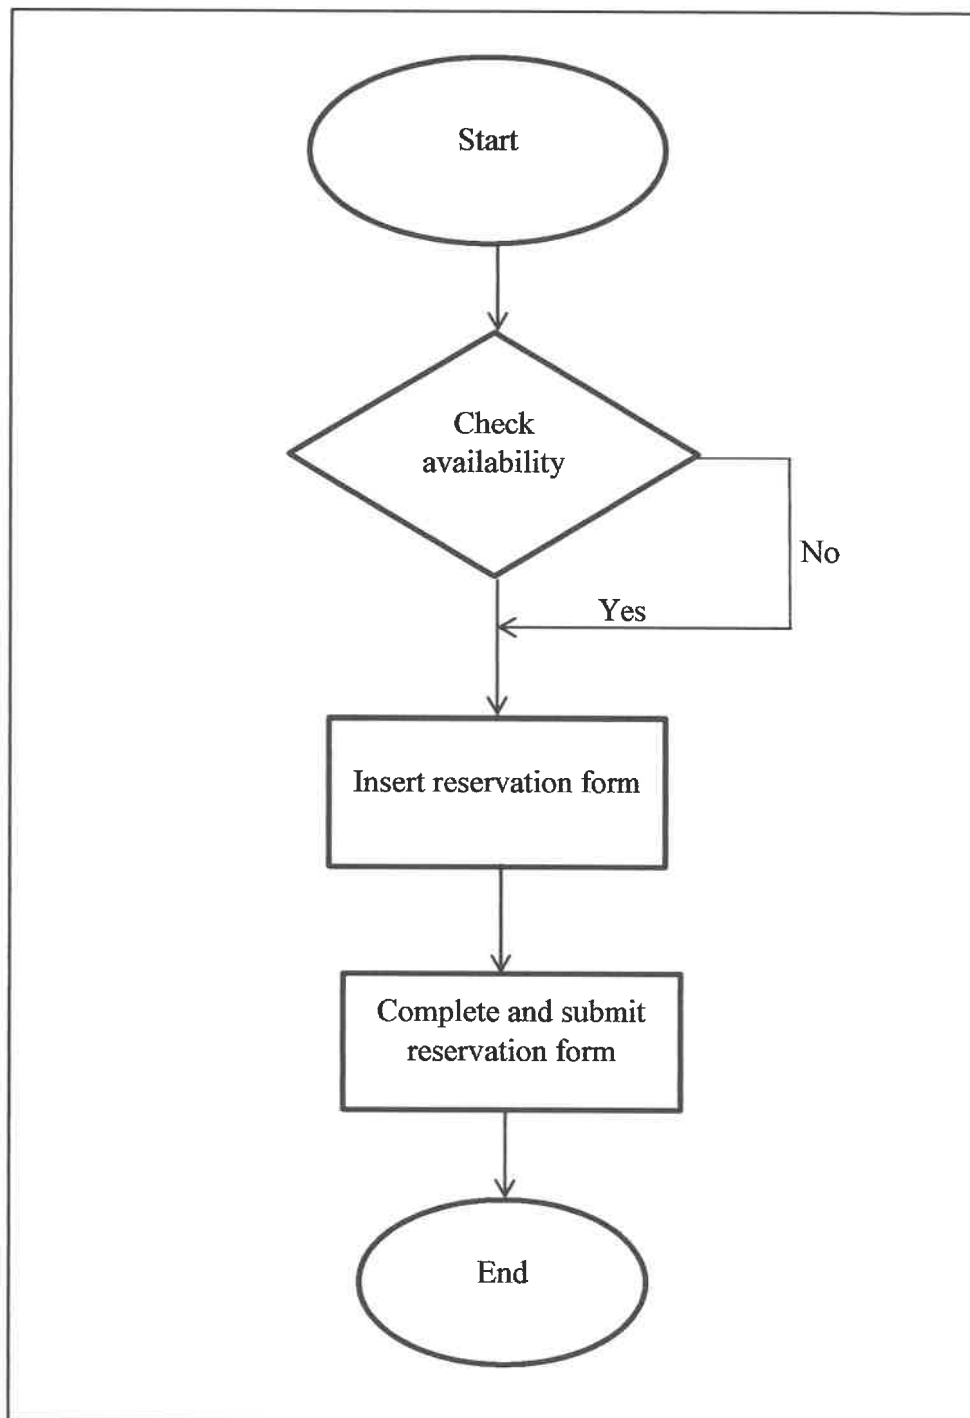 Start
Check
availability
No
Yes
Insert reservation form
Complete and submit
reservation form
End